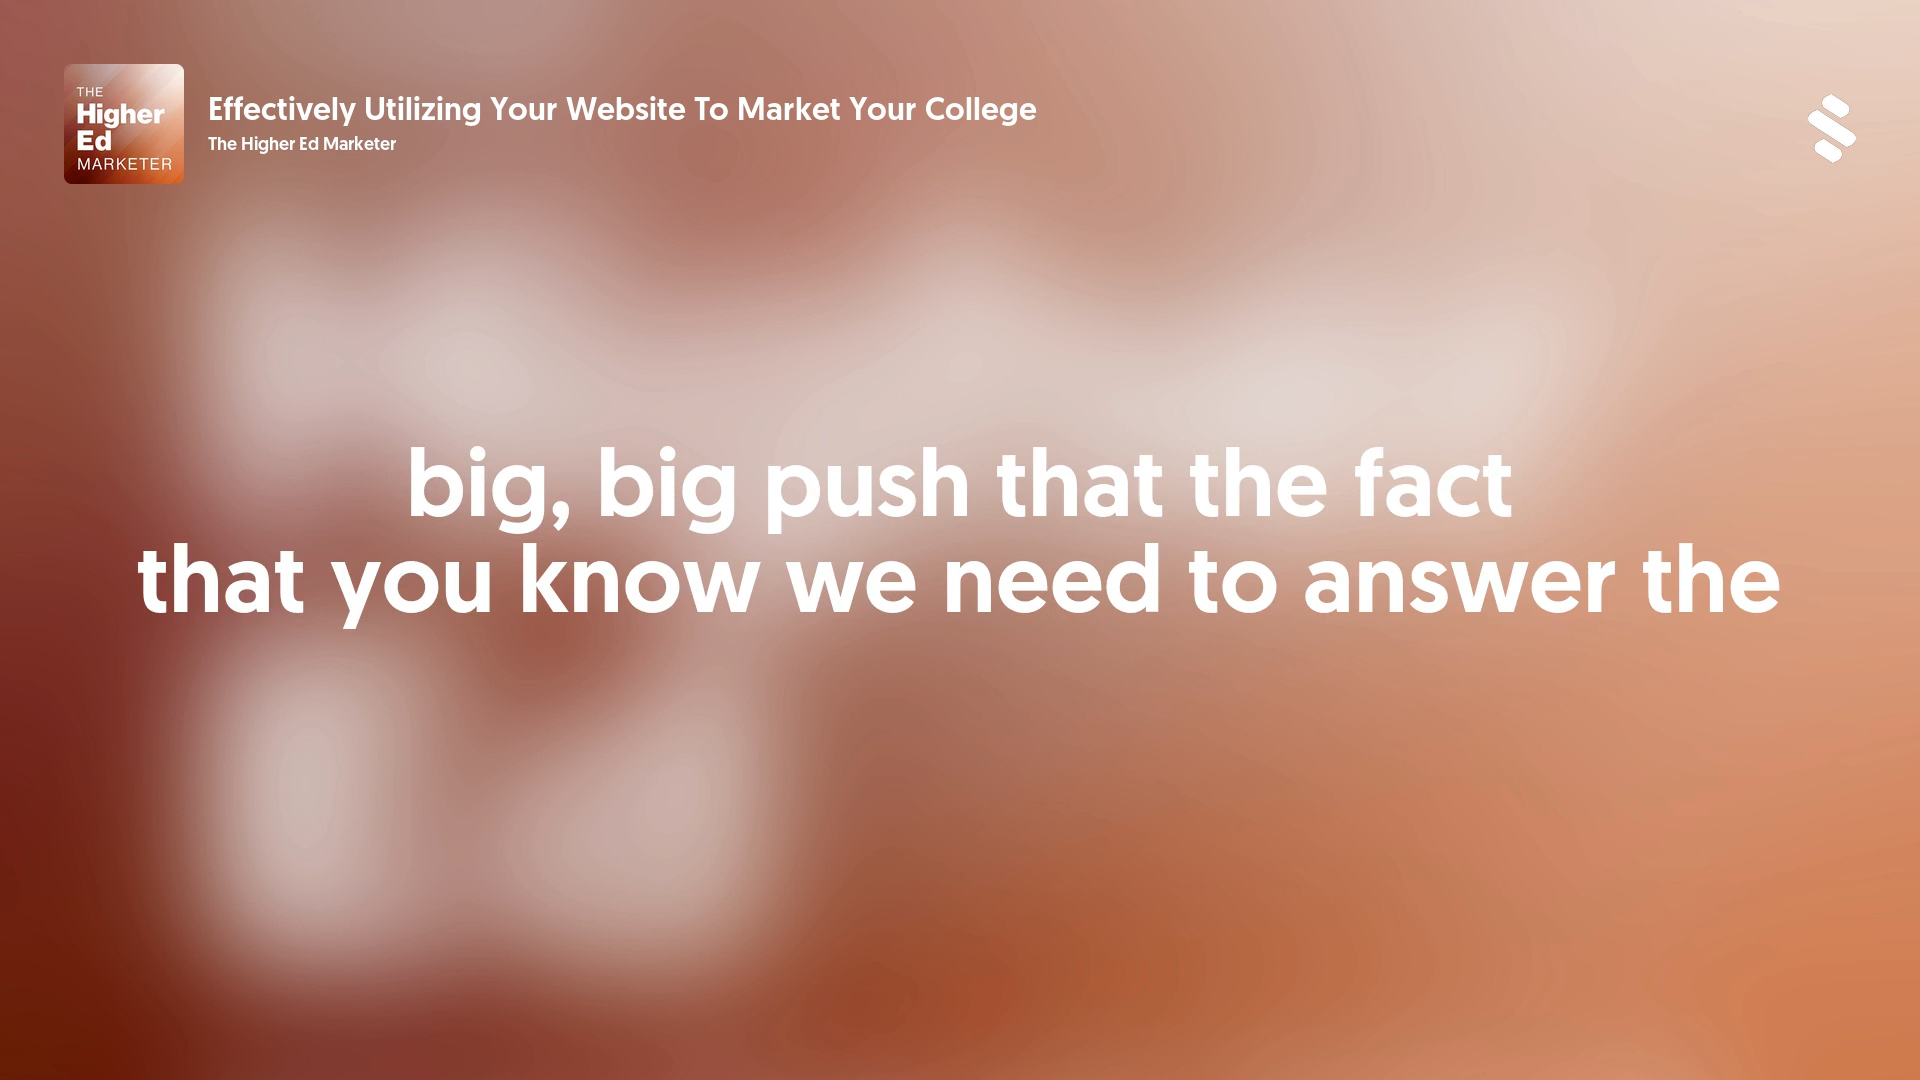 THE
Higher
Ed
MARKETER
Effectively Utilizing Your Website To Market Your College
The Higher Ed Marketer
big, big push that the fact
that you know we need to answer the